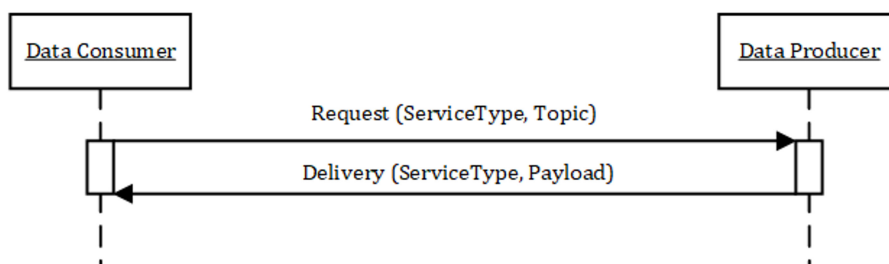 Data Consumer
Data Producer
Request (ServiceType, Topic)
Delivery (ServiceType, Payload)